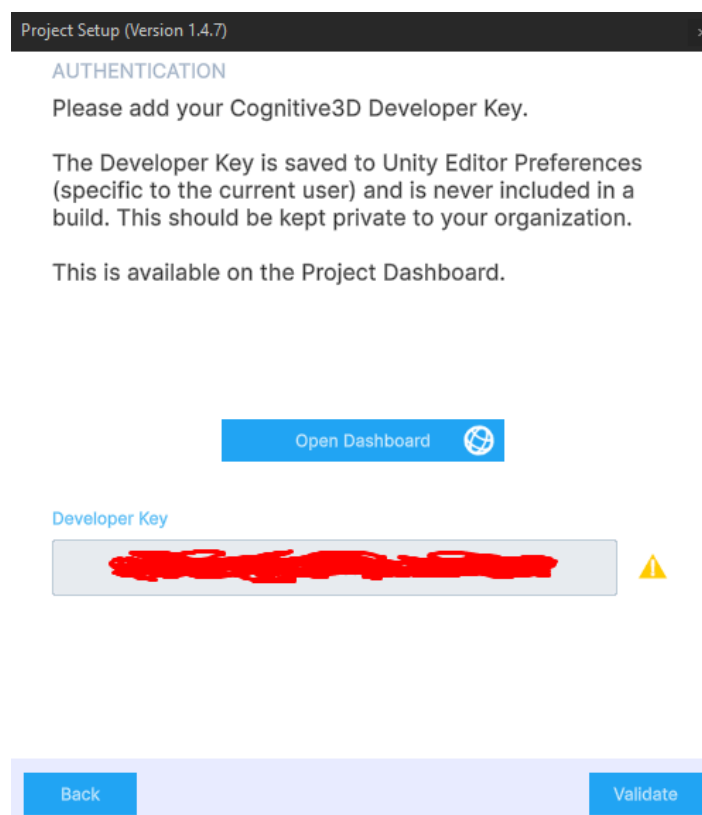 Project Setup (Version 1.4.7)
AUTHENTICATION
Please add your Cognitive3D Developer Key.
The Developer Key is saved to Unity Editor Preferences
(specific to the current user) and is never included in a
build. This should be kept private to your organization.
This is available on the Project Dashboard.
Open Dashboard
Developer Key
Back
Validate